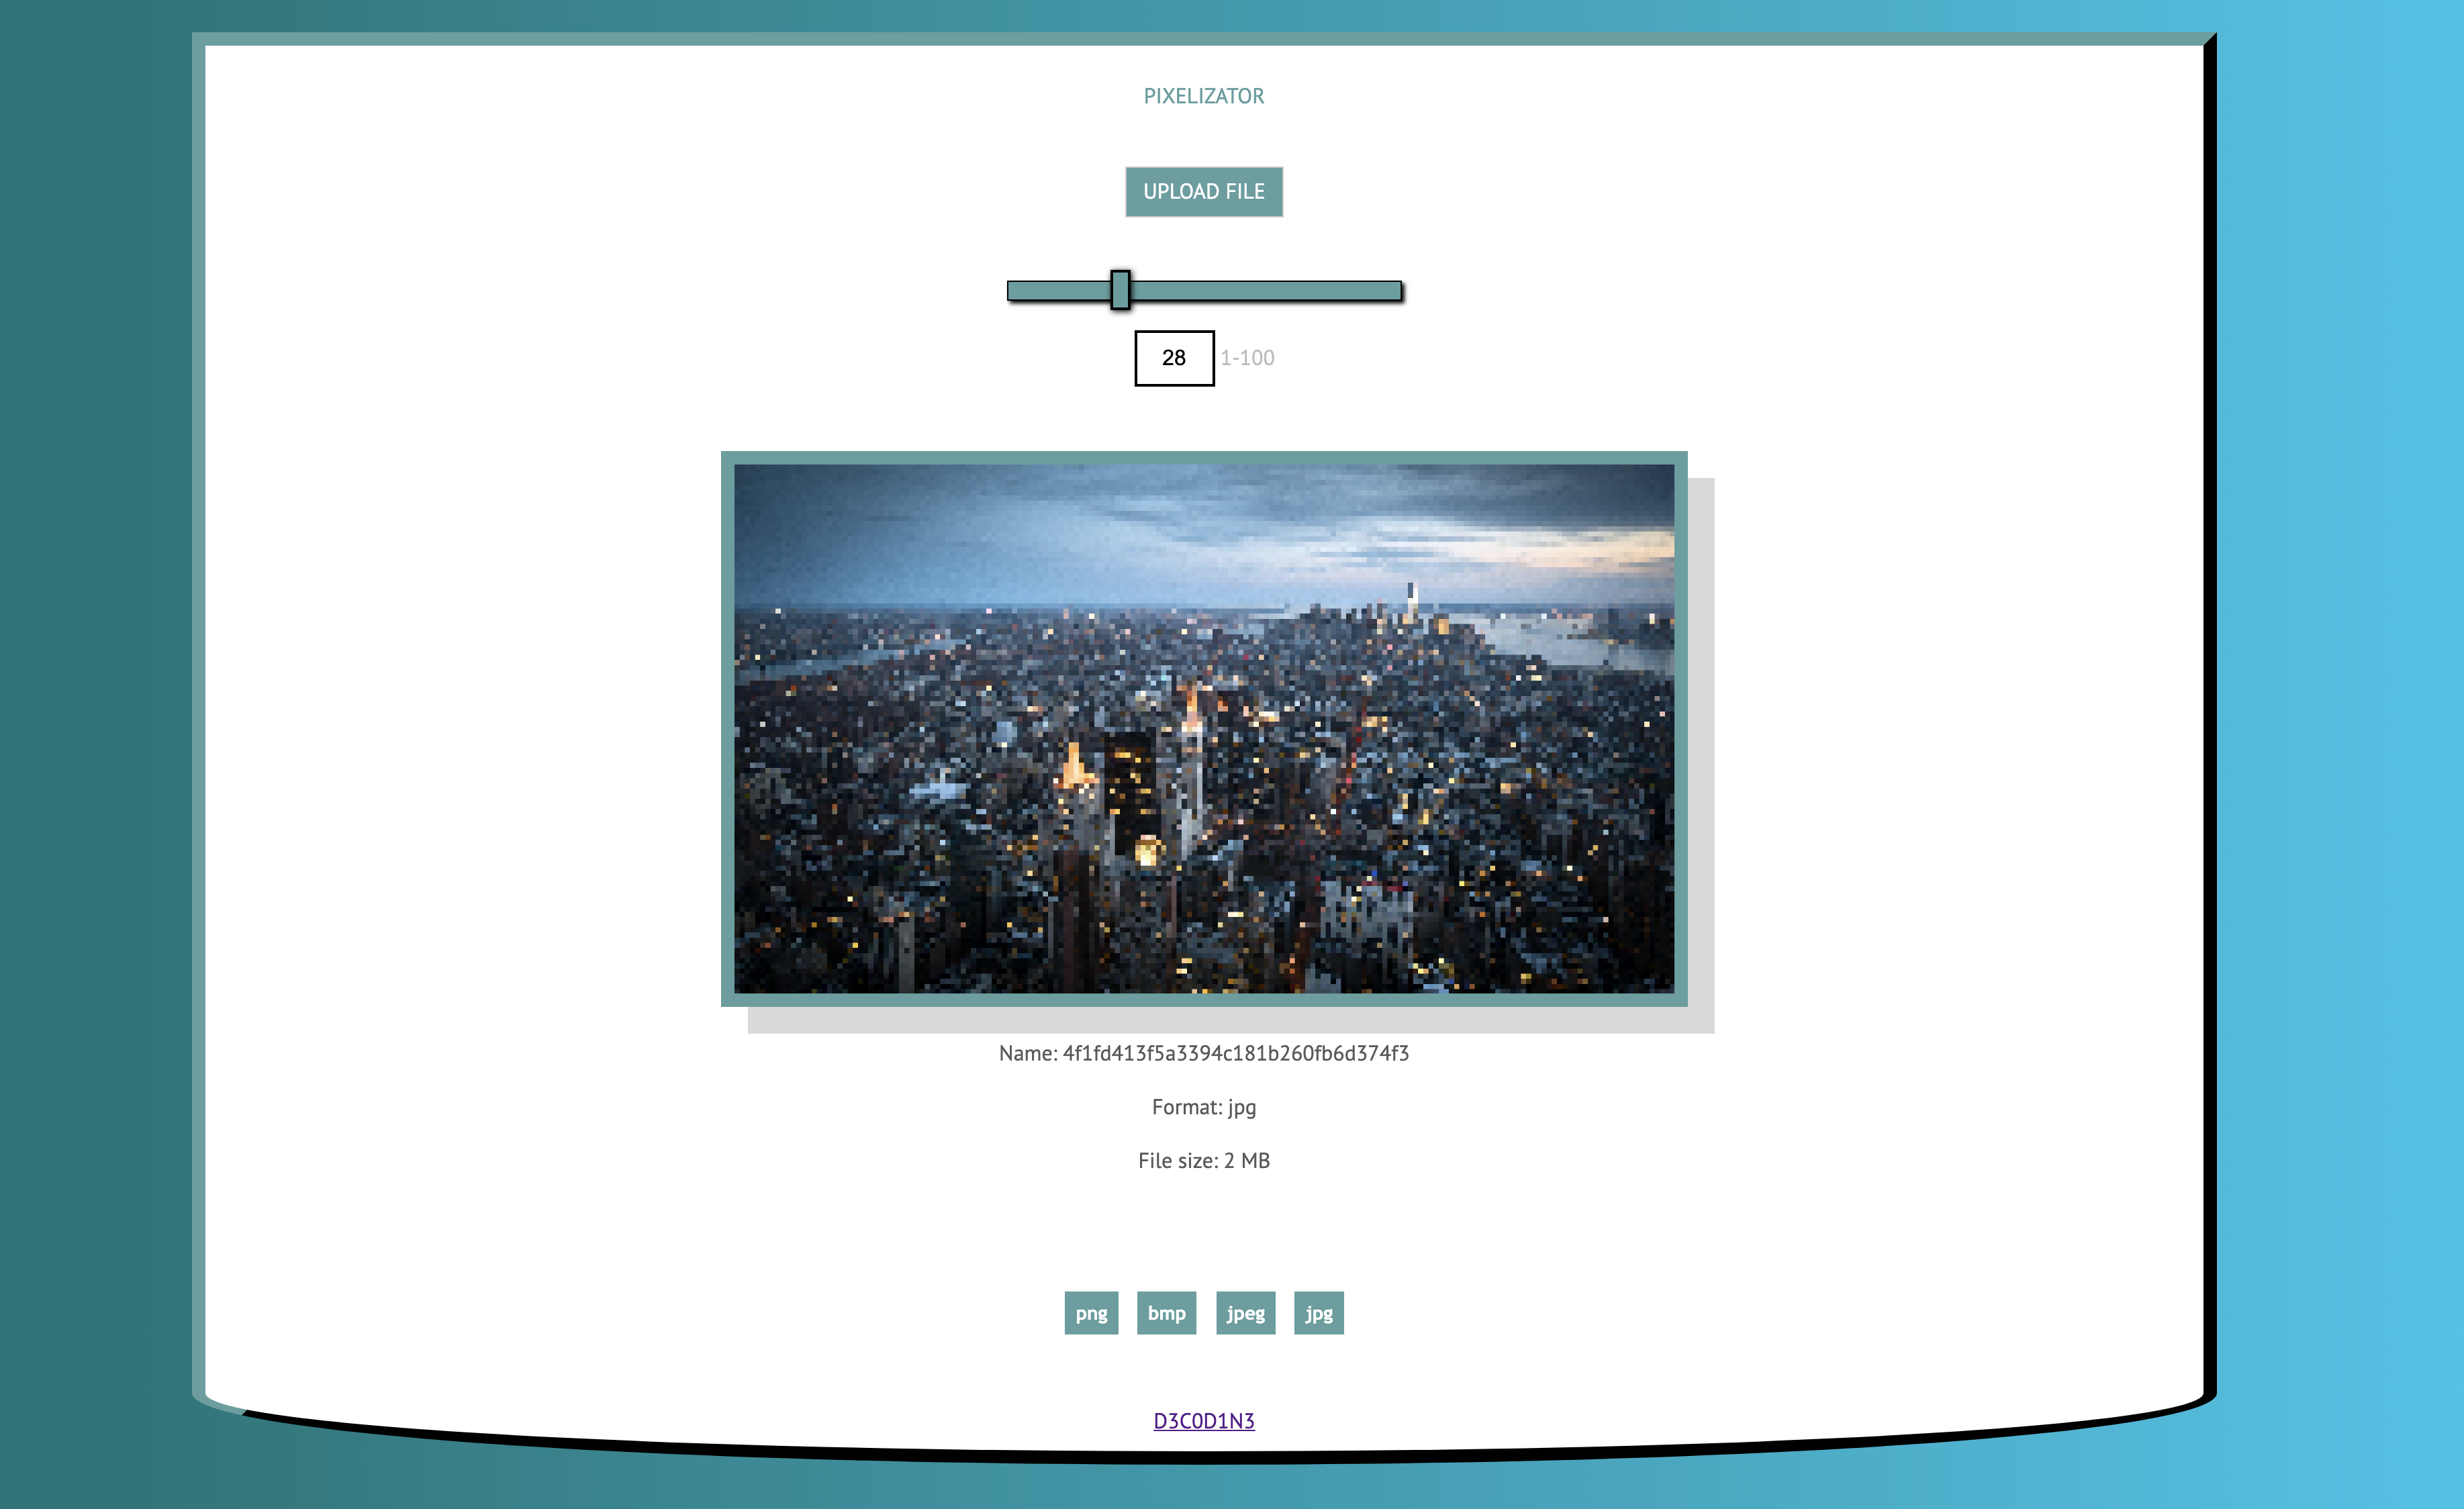 PIXELIZATOR
UPLOAD FILE
28 1-100
Name: 4f1fd413f5a3394c181b260fb6d374f3
Format: jpg
File size: 2 MB
png bmp jpeg jpg
D3C0D1N3